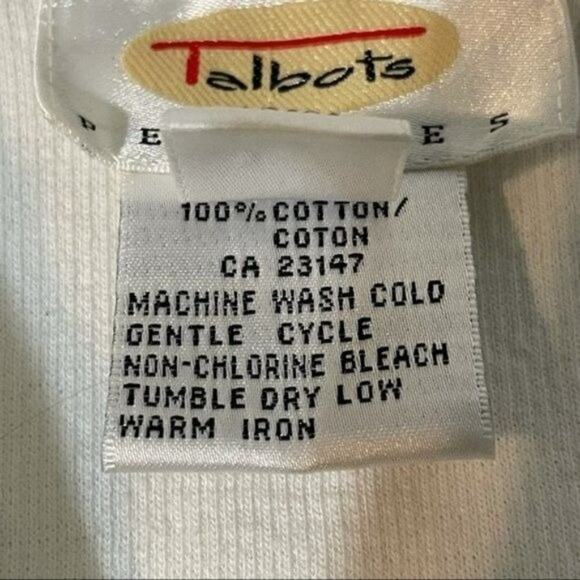 Talbots
P E E S
100% COTTON/
COTON
CA 23147
MACHINE WASH COLD
GENTLE CYCLE
NON-CHLORINE BLEACH
TUMBLE DRY LOW
WARM IRON